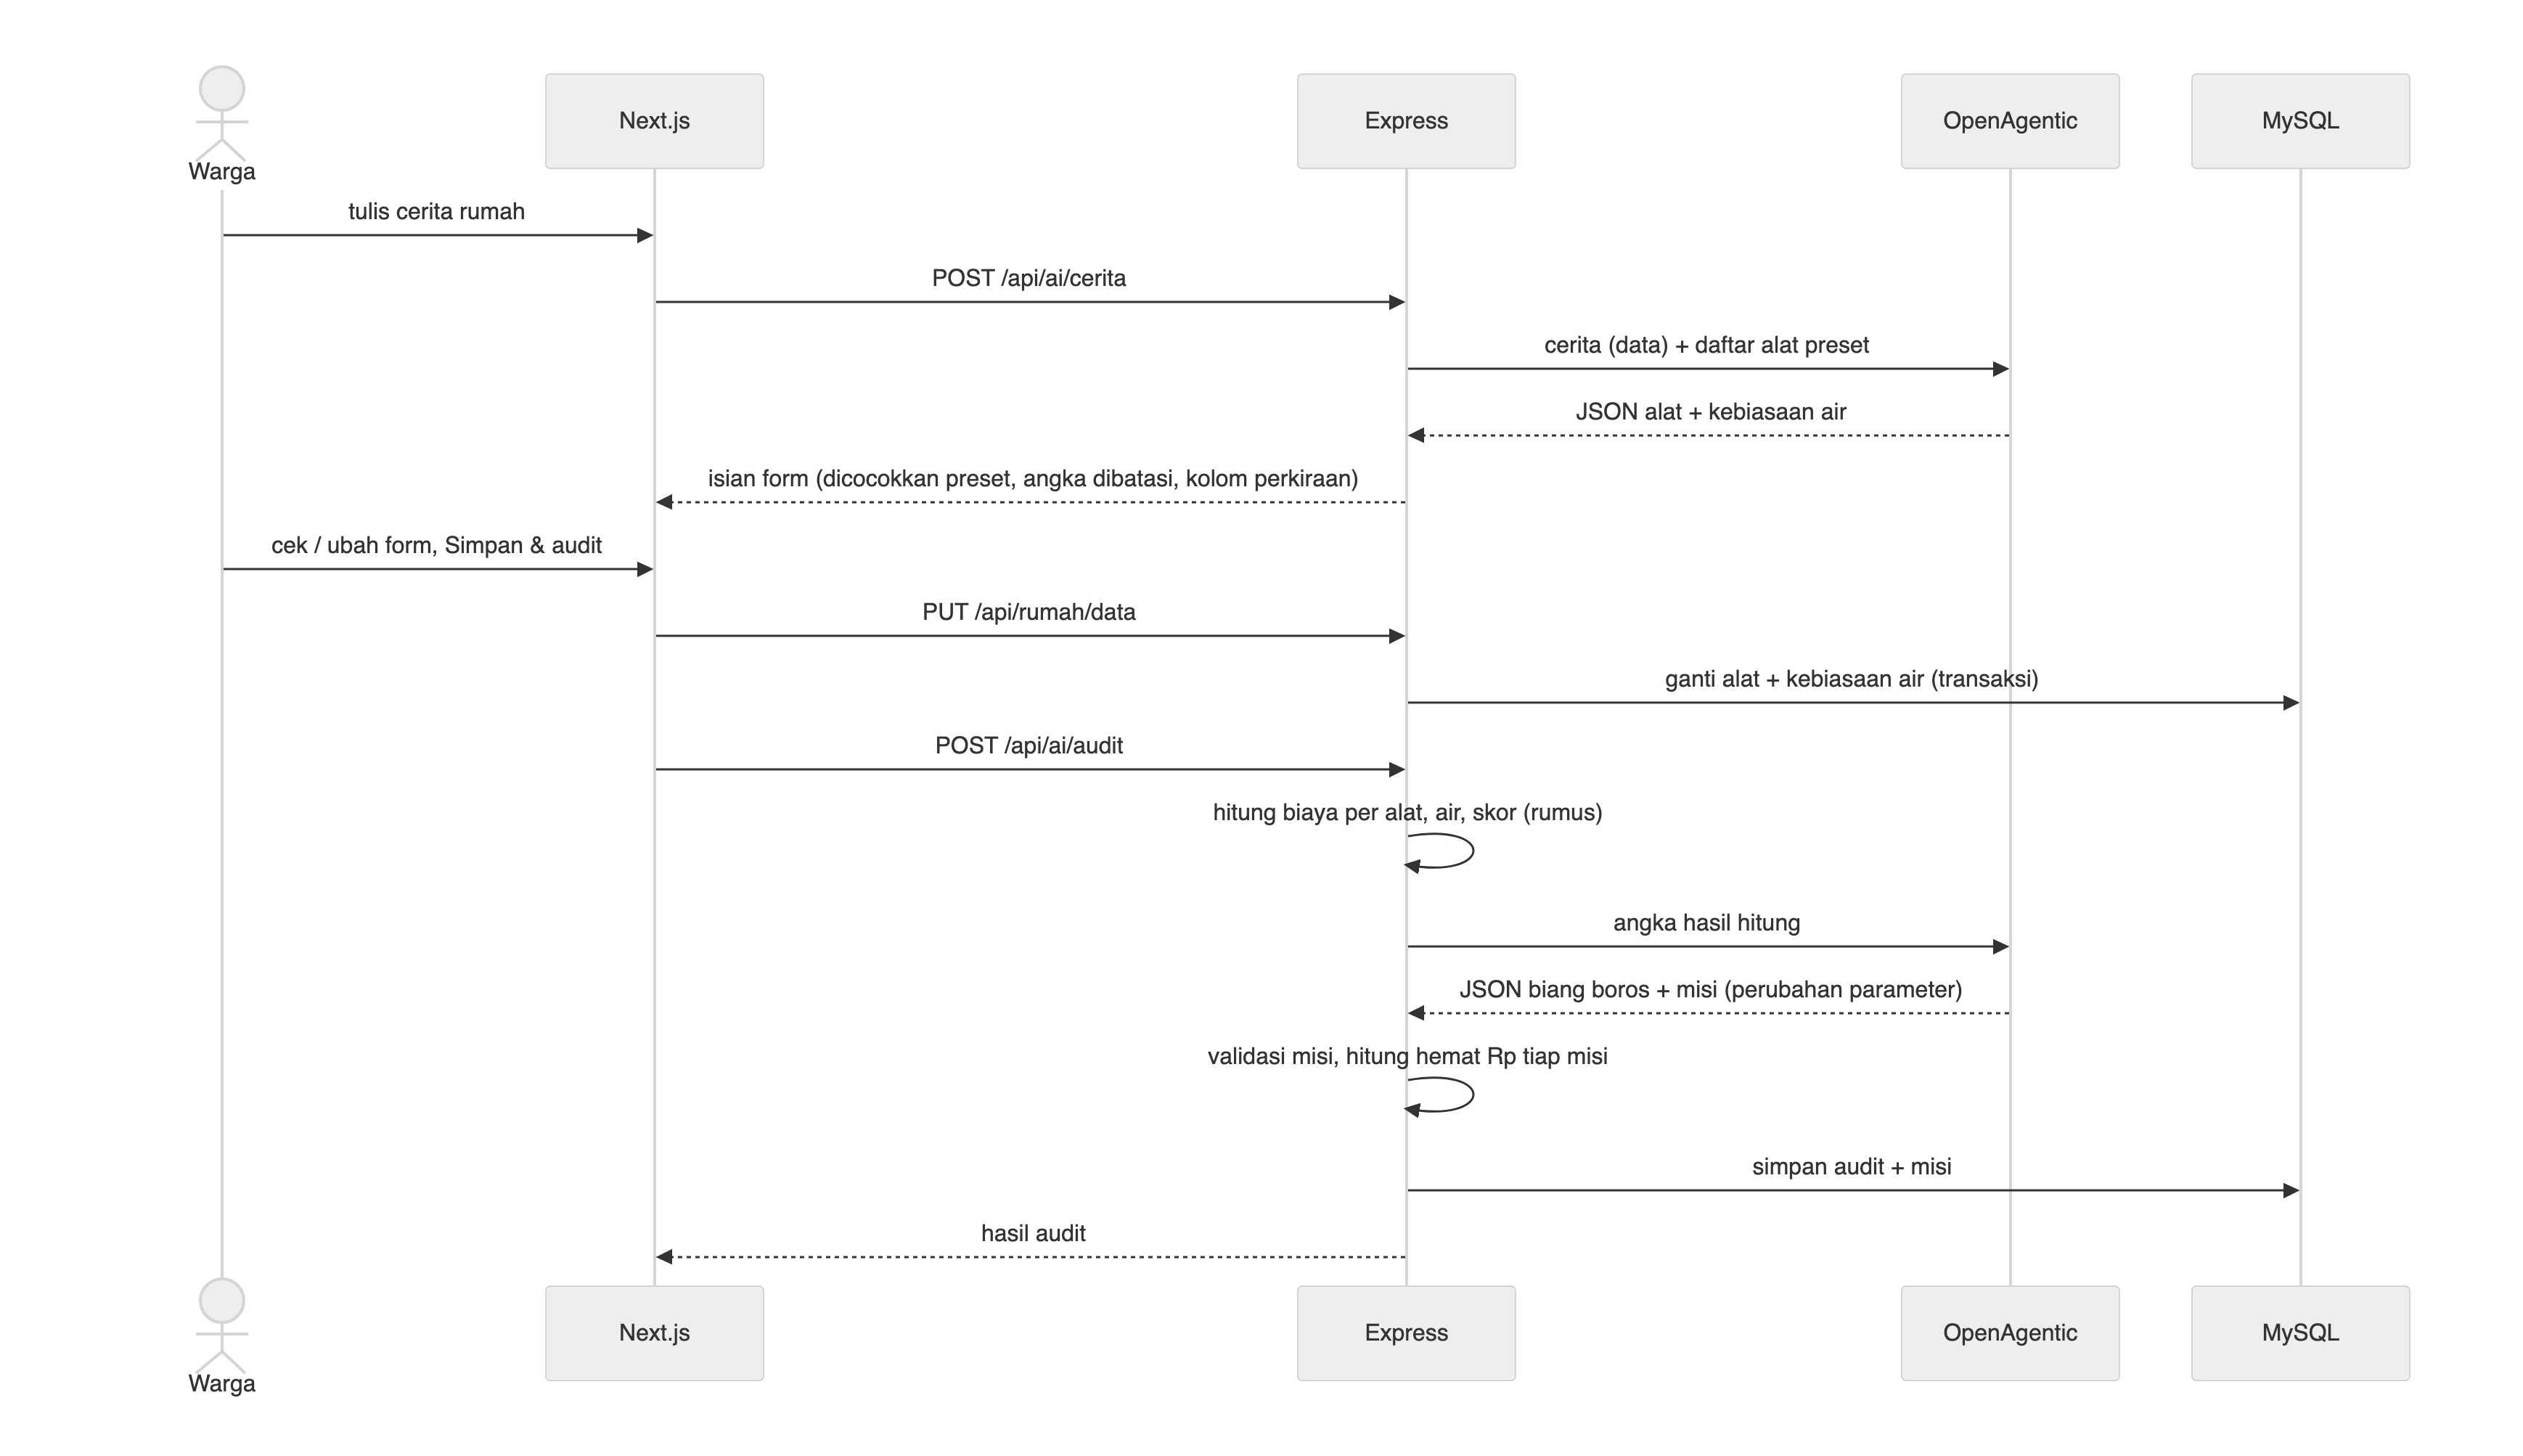 Warga
Next.js
Express
OpenAgentic
MySQL
tulis cerita rumah
POST /api/ai/cerita
cerita (data) + daftar alat preset
JSON alat + kebiasaan air
isian form (dicocokkan preset, angka dibatasi, kolom perkiraan)
cek / ubah form, Simpan & audit
PUT /api/rumah/data
ganti alat + kebiasaan air (transaksi)
POST /api/ai/audit
hitung biaya per alat, air, skor (rumus)
angka hasil hitung
JSON biang boros + misi (perubahan parameter)
validasi misi, hitung hemat Rp tiap misi
simpan audit + misi
hasil audit
Warga
Next.js
Express
OpenAgentic
MySQL